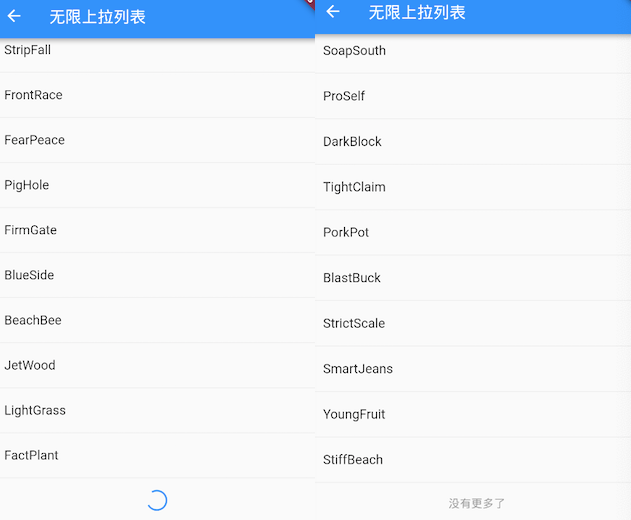 无限上拉列表
StripFall
FrontRace
FearPeace
PigHole
FirmGate
BlueSide
BeachBee
JetWood
LightGrass
FactPlant
无限上拉列表
SoapSouth
ProSelf
DarkBlock
TightClaim
PorkPot
BlastBuck
StrictScale
SmartJeans
YoungFruit
StiffBeach
没有更多了